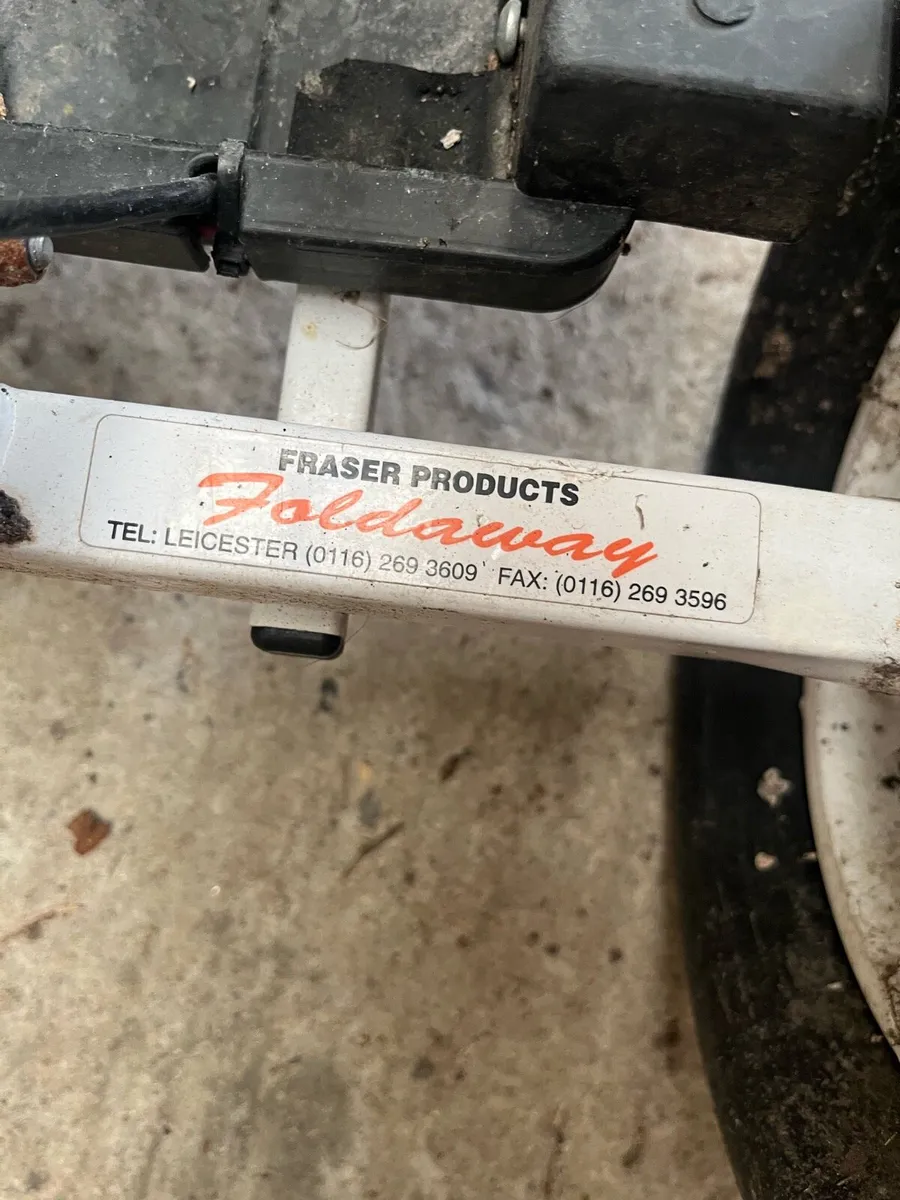 FRASER PRODUCTS
Foldaway
TEL: LEICESTER (0116) 269 3609 FAX: (0116) 269 3596